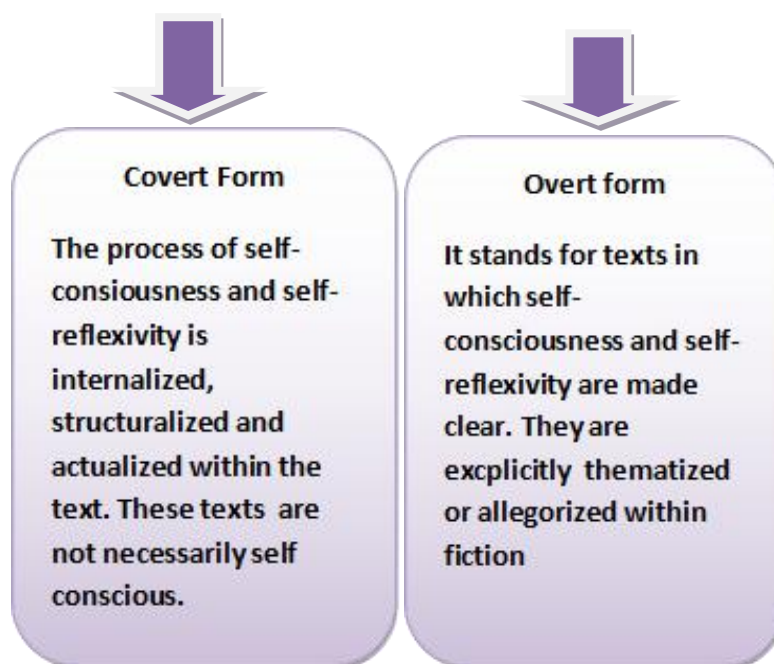 Covert Form
The process of self-
consiousness and self-
reflexivity is
internalized,
structuralized and
actualized within the
text. These texts are
not necessarily self
conscious.
Overt form
It stands for texts in
which self-
consciousness and self-
reflexivity are made
clear. They are
excplicitly thematized
or allegorized within
fiction